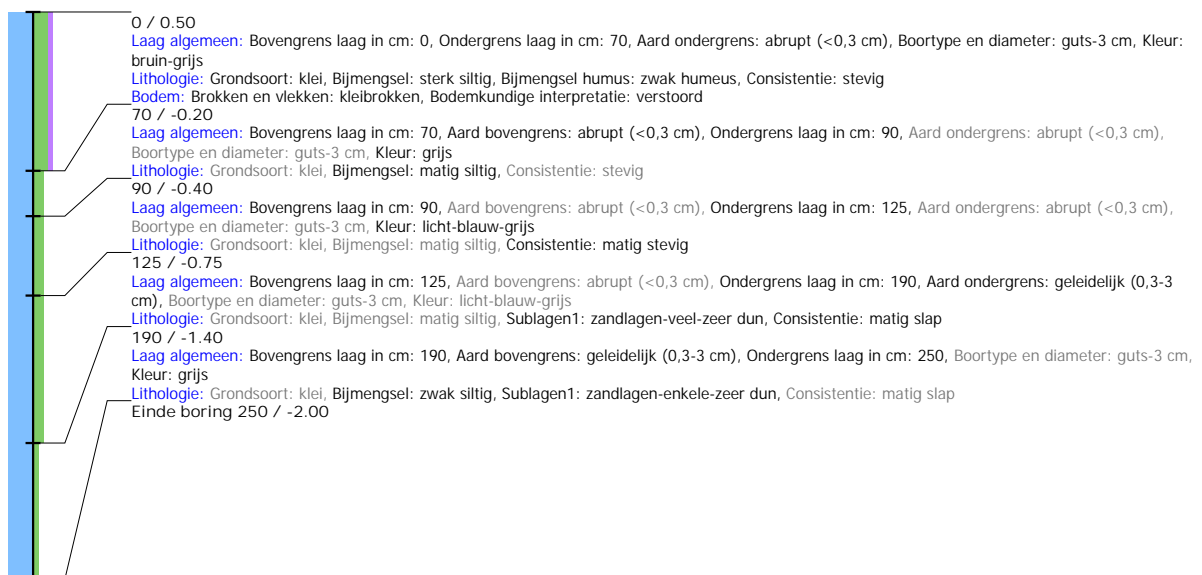 0 / 0.50
Laag algemeen: Bovengrens laag in cm: 0, Ondergrens laag in cm: 70, Aard ondergrens: abrupt (<0,3 cm), Boortype en diameter: guts-3 cm, Kleur:
bruin-grijs
Lithologie: Grondsoort: klei, Bijmengsel: sterk siltig, Bijmengsel humus: zwak humeus, Consistentie: stevig
Bodem: Brokken en vlekken: kleibrokken, Bodemkundige interpretatie: verstoord
70 / -0.20
Laag algemeen: Bovengrens laag in cm: 70, Aard bovengrens: abrupt (<0,3 cm), Ondergrens laag in cm: 90, Aard ondergrens: abrupt (<0,3 cm),
Boortype en diameter: guts-3 cm, Kleur: grijs
Lithologie: Grondsoort: klei, Bijmengsel: matig siltig, Consistentie: stevig
90 / -0.40
Laag algemeen: Bovengrens laag in cm: 90, Aard bovengrens: abrupt (<0,3 cm), Ondergrens laag in cm: 125, Aard ondergrens: abrupt (<0,3 cm),
Boortype en diameter: guts-3 cm, Kleur: licht-blauw-grijs
Lithologie: Grondsoort: klei, Bijmengsel: matig siltig, Consistentie: matig stevig
125 / -0.75
Laag algemeen: Bovengrens laag in cm: 125, Aard bovengrens: abrupt (<0,3 cm), Ondergrens laag in cm: 190, Aard ondergrens: geleidelijk (0,3-3
cm), Boortype en diameter: guts-3 cm, Kleur: licht-blauw-grijs
Lithologie: Grondsoort: klei, Bijmengsel: matig siltig, Sublagen1: zandlagen-veel-zeer dun, Consistentie: matig slap
190 / -1.40
Laag algemeen: Bovengrens laag in cm: 190, Aard bovengrens: geleidelijk (0,3-3 cm), Ondergrens laag in cm: 250, Boortype en diameter: guts-3 cm,
Kleur: grijs
Lithologie: Grondsoort: klei, Bijmengsel: zwak siltig, Sublagen1: zandlagen-enkele-zeer dun, Consistentie: matig slap
Einde boring 250 / -2.00